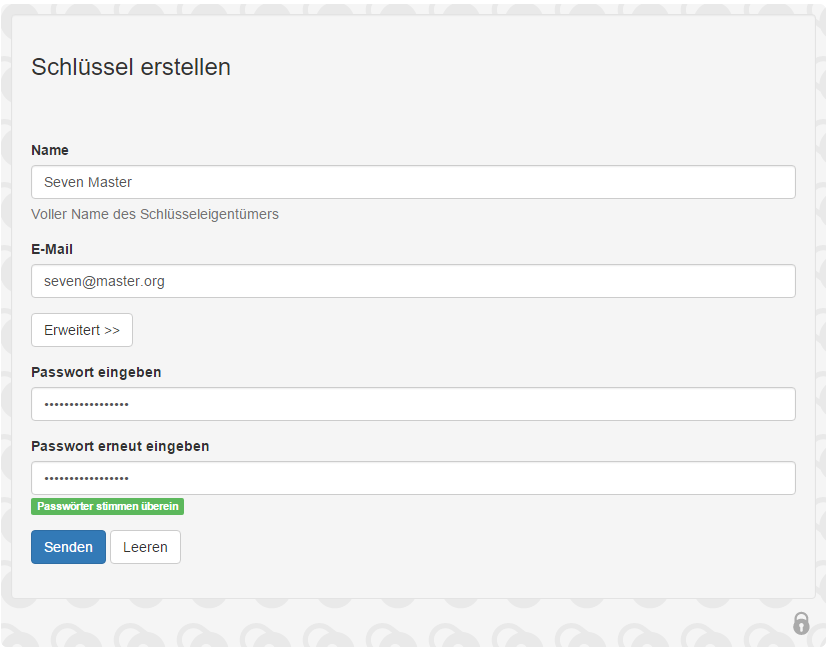 Schlüssel erstellen
Name
Seven Master
Voller Name des Schlüsseleigentümers
E-Mail
seven@master.org
Erweitert >>
Passwort eingeben
•••••••••••••••••
Passwort erneut eingeben
•••••••••••••••••
Passwörter stimmen überein
Senden Leeren